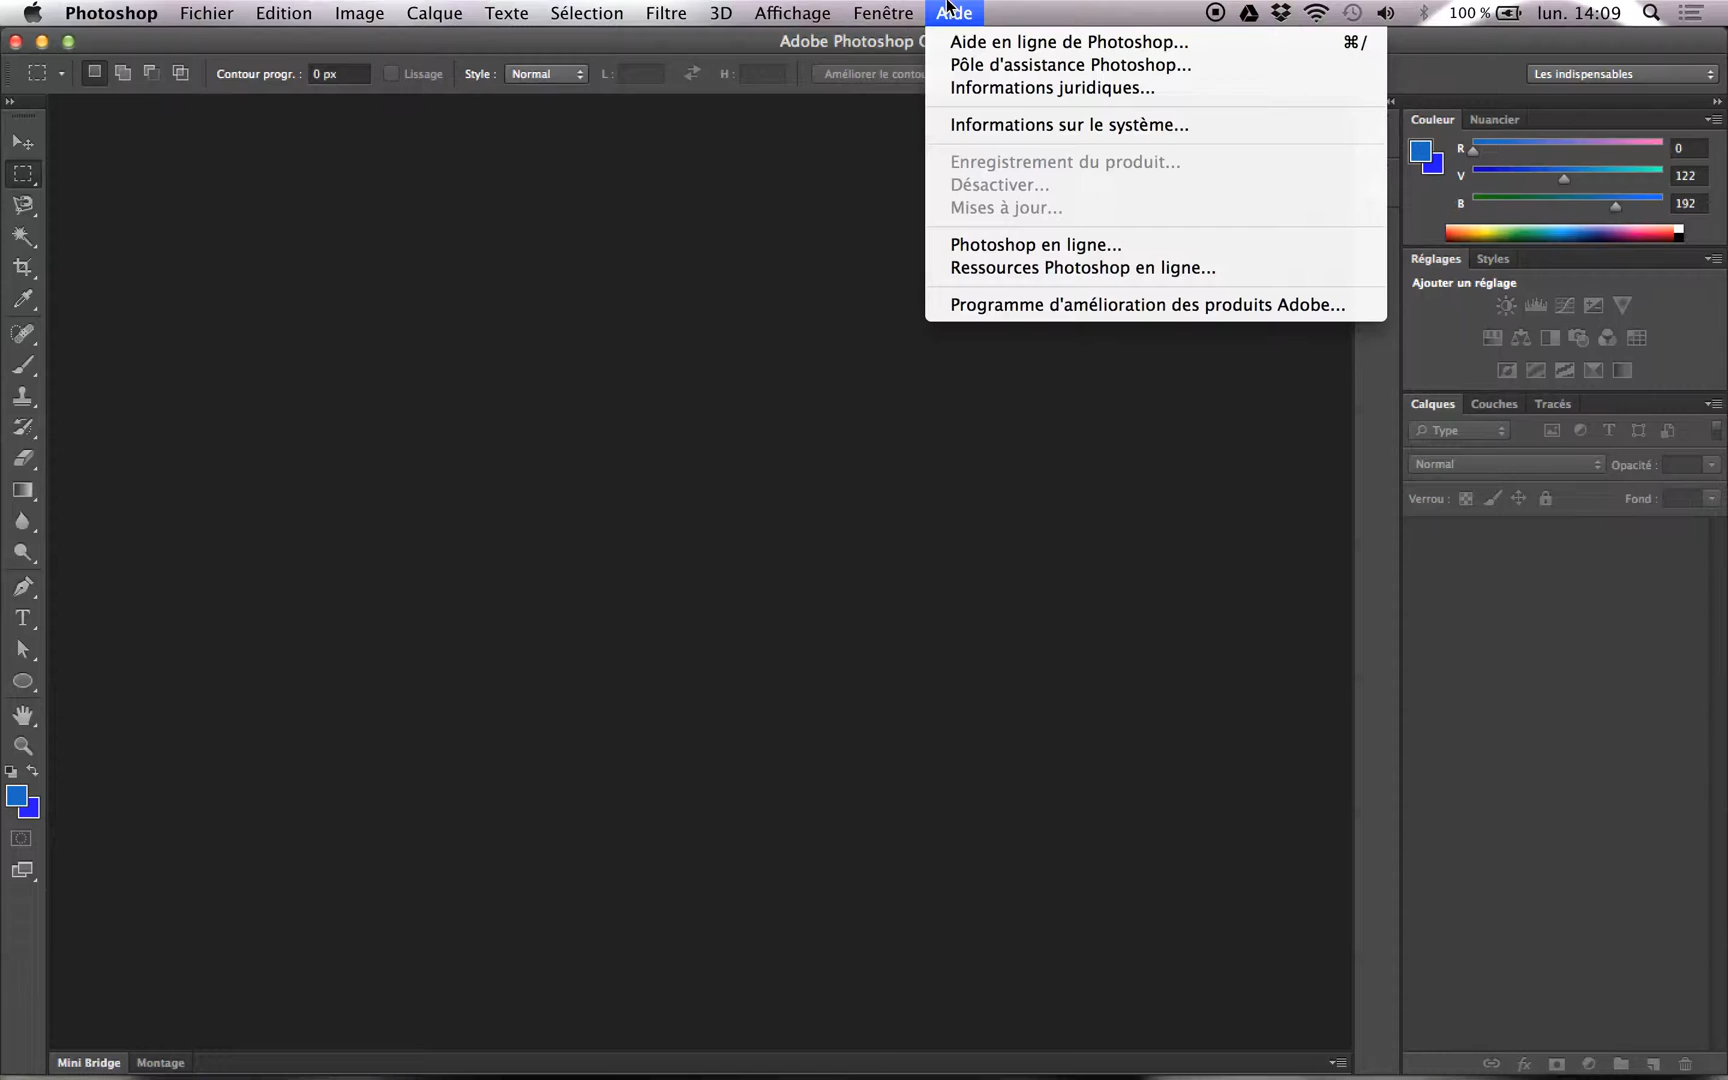 Photoshop Fichier Edition Image Calque Texte Sélection Filtre 3D Affichage Fenêtre Aide 100 % lun. 14:09
Adobe Photoshop C
Contour progr. : 0 px Lissage Style : Normal L : H : Améliorer le contou Les indispensables
Aide en ligne de Photoshop... ⌘/
Pôle d'assistance Photoshop...
Informations juridiques...
Informations sur le système...
Enregistrement du produit...
Désactiver...
Mises à jour...
Photoshop en ligne...
Ressources Photoshop en ligne...
Programme d'amélioration des produits Adobe...
Couleur Nuancier
R 0
V 122
B 192
Réglages Styles
Ajouter un réglage
Calques Couches Tracés
Type
Normal Opacité :
Verrou : Fond :
Mini Bridge Montage